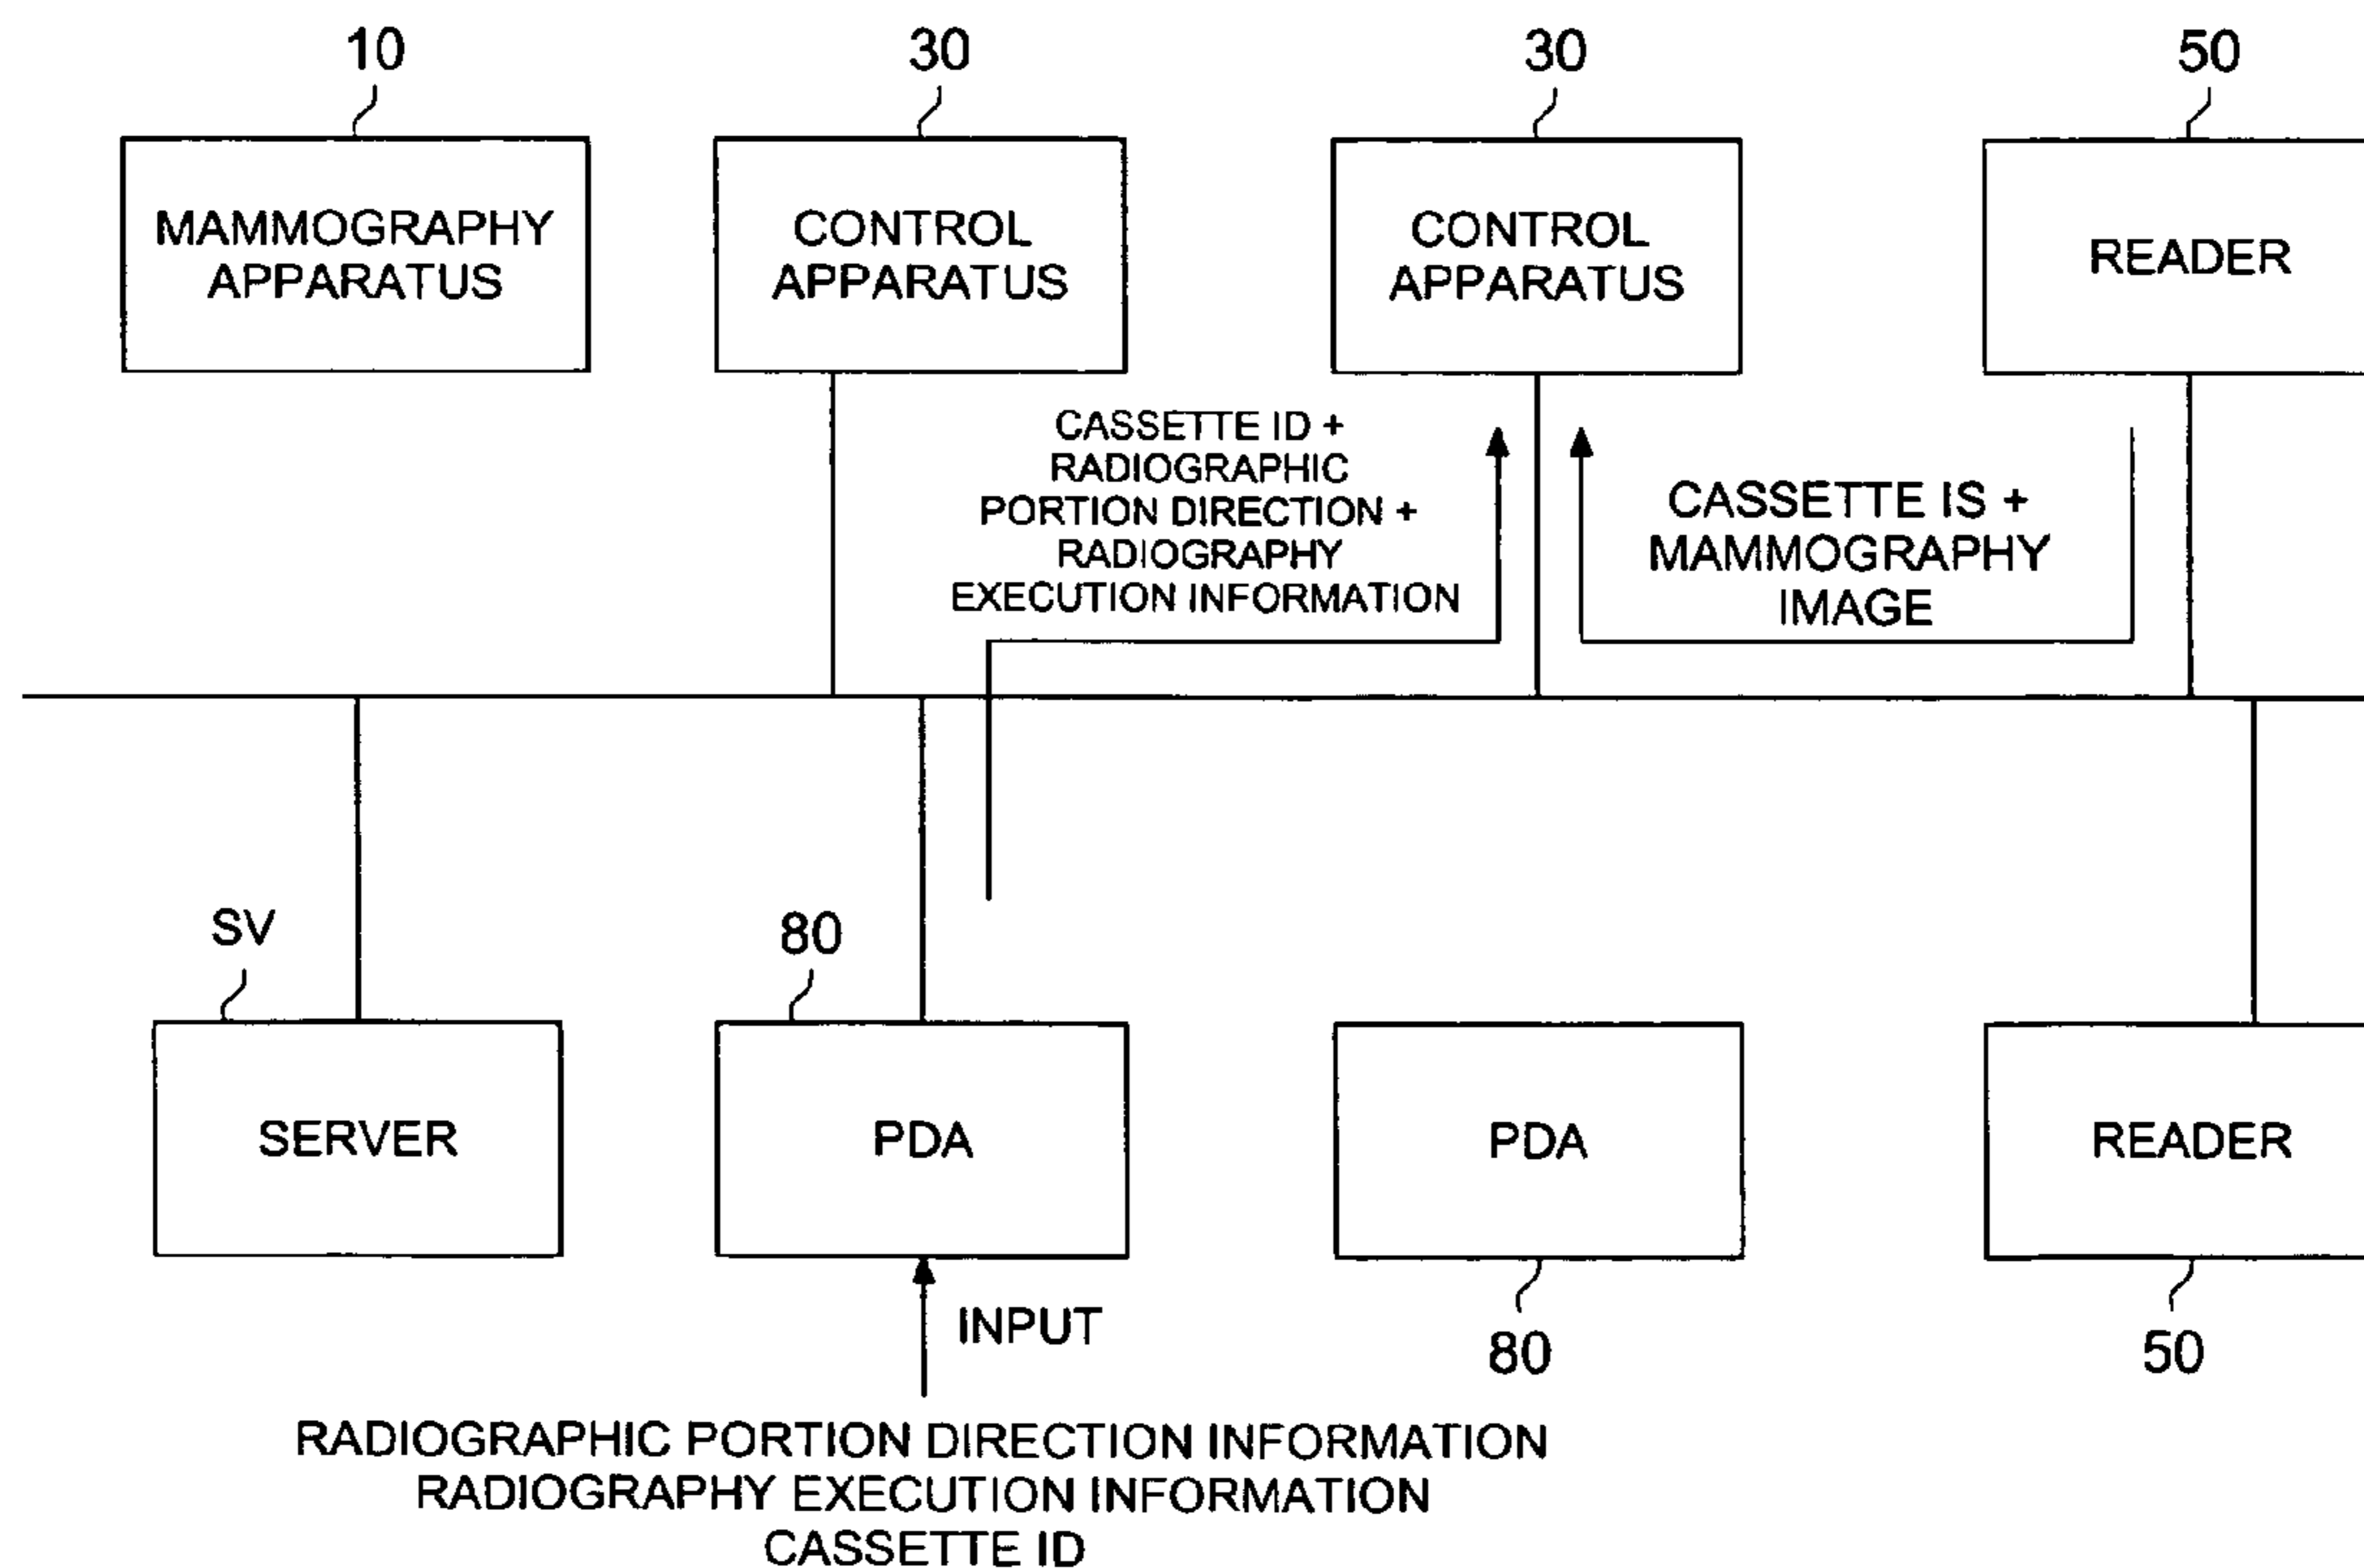 10
30
30
50
MAMMOGRAPHY
APPARATUS
CONTROL
APPARATUS
CONTROL
APPARATUS
READER
CASSETTE ID +
RADIOGRAPHIC
PORTION DIRECTION +
RADIOGRAPHY
EXECUTION INFORMATION
CASSETTE IS +
MAMMOGRAPHY
IMAGE
SV
80
SERVER
PDA
PDA
READER
INPUT
80
50
RADIOGRAPHIC PORTION DIRECTION INFORMATION
RADIOGRAPHY EXECUTION INFORMATION
CASSETTE ID